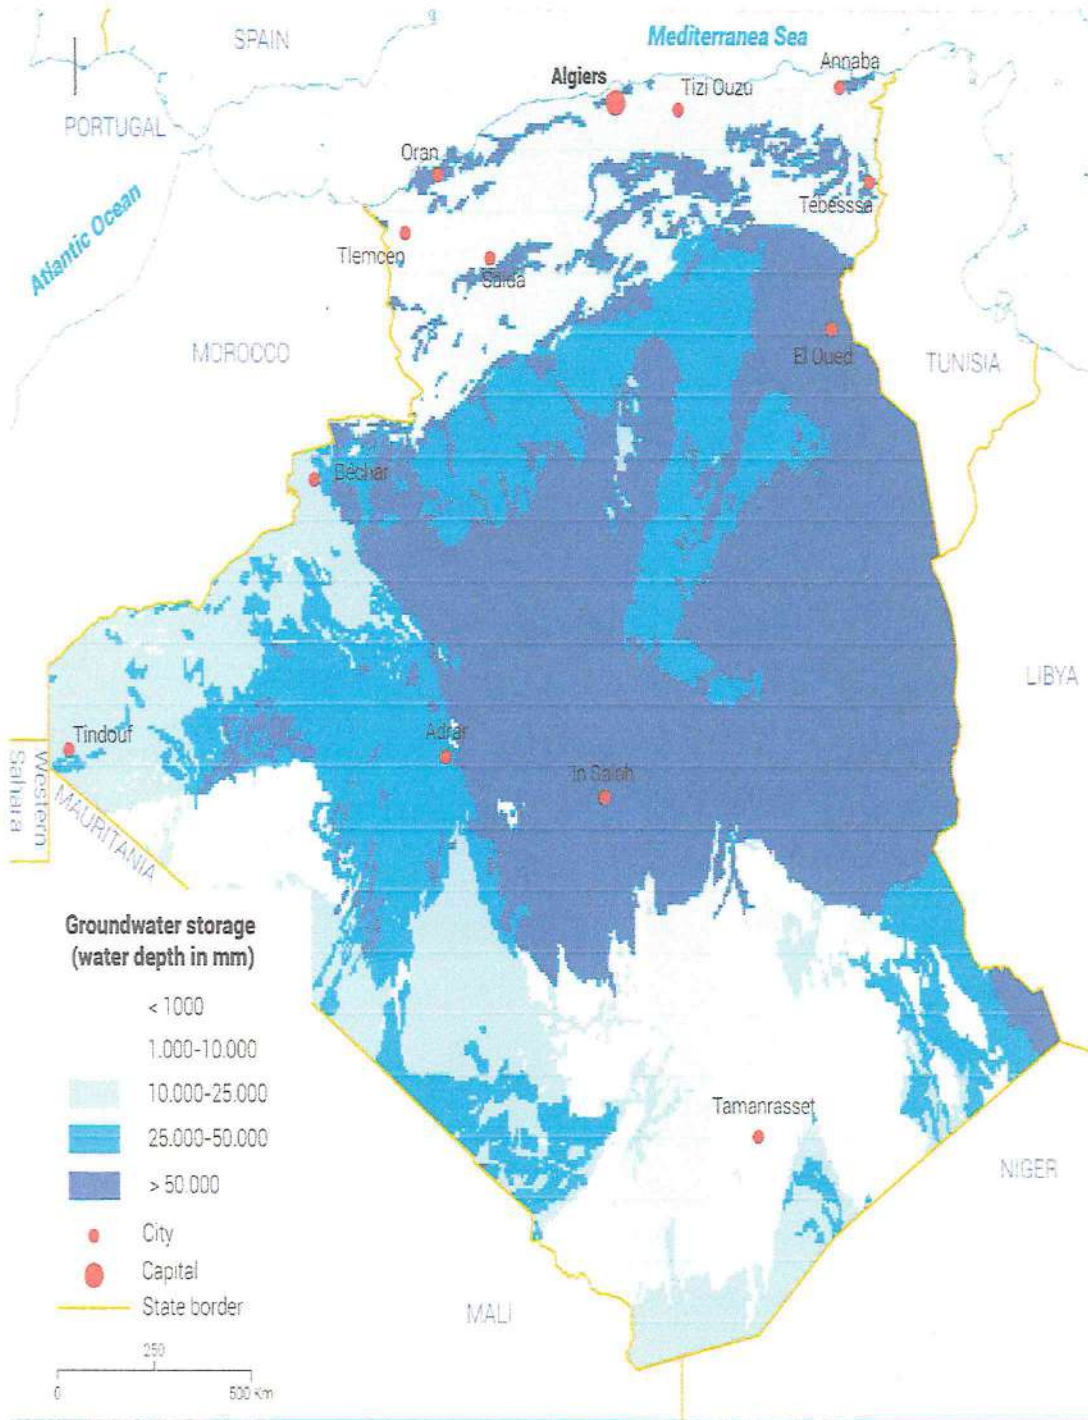 SPAIN
Mediterranea Sea
Annaba
Algiers
Tizi Ouzu
PORTUGAL
Oran
Atlantic Ocean
Tebesssa
Tlemcen
Saida
MOROCCO
El Oued
TUNISIA
Bechar
LIBYA
Tindouf
Adrar
Western
Sahara
In Saleh
MAURITANIA
Groundwater storage
(water depth in mm)
< 1000
1.000-10.000
10.000-25.000
25.000-50.000
> 50.000
Tamanrasset
NIGER
City
Capital
State border
MALI
250
0
500 Km